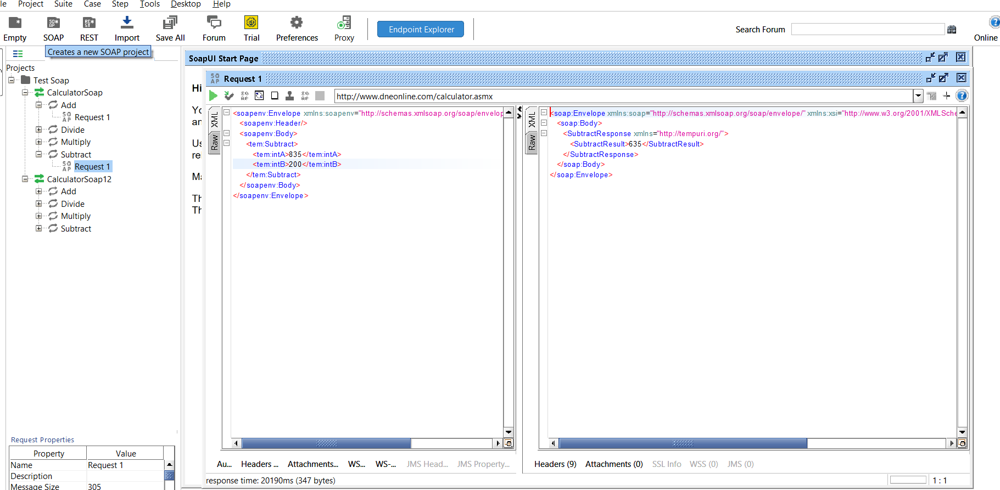 le Project Suite Case Step Tools Desktop Help
Empty SOAP REST Import Save All Forum Trial Preferences Proxy Endpoint Explorer Search Forum Online
Creates a new SOAP project
Projects
Test Soap
CalculatorSoap
Add
Request 1
Divide
Multiply
Subtract
Request 1
CalculatorSoap12
Add
Divide
Multiply
Subtract
Request Properties
Property Value
Name Request 1
Description
Message Size 305
SoapUI Start Page
Hi
Yo
an
Us
rel
Ma
Th
Th
SOAP Request 1
http://www.dneonline.com/calculator.asmx
XML
Raw
<soapenv:Envelope xmlns:soapenv="http://schemas.xmlsoap.org/soap/envelop
<soapenv:Header/>
<soapenv:Body>
<tem:Subtract>
<tem:intA>835</tem:intA>
<tem:intB>200</tem:intB>
</tem:Subtract>
</soapenv:Body>
</soapenv:Envelope>
XML
Raw
<soap:Envelope xmlns:soap="http://schemas.xmlsoap.org/soap/envelope/" xmlns:xsi="http://www.w3.org/2001/XMLSche
<soap:Body>
<SubtractResponse xmlns="http://tempuri.org/">
<SubtractResult>635</SubtractResult>
</SubtractResponse>
</soap:Body>
</soap:Envelope>
Au... Headers ... Attachments... WS... WS-... JMS Head... JMS Property...
Headers (9) Attachments (0) SSL Info WSS (0) JMS (0)
response time: 20190ms (347 bytes)
1 : 1